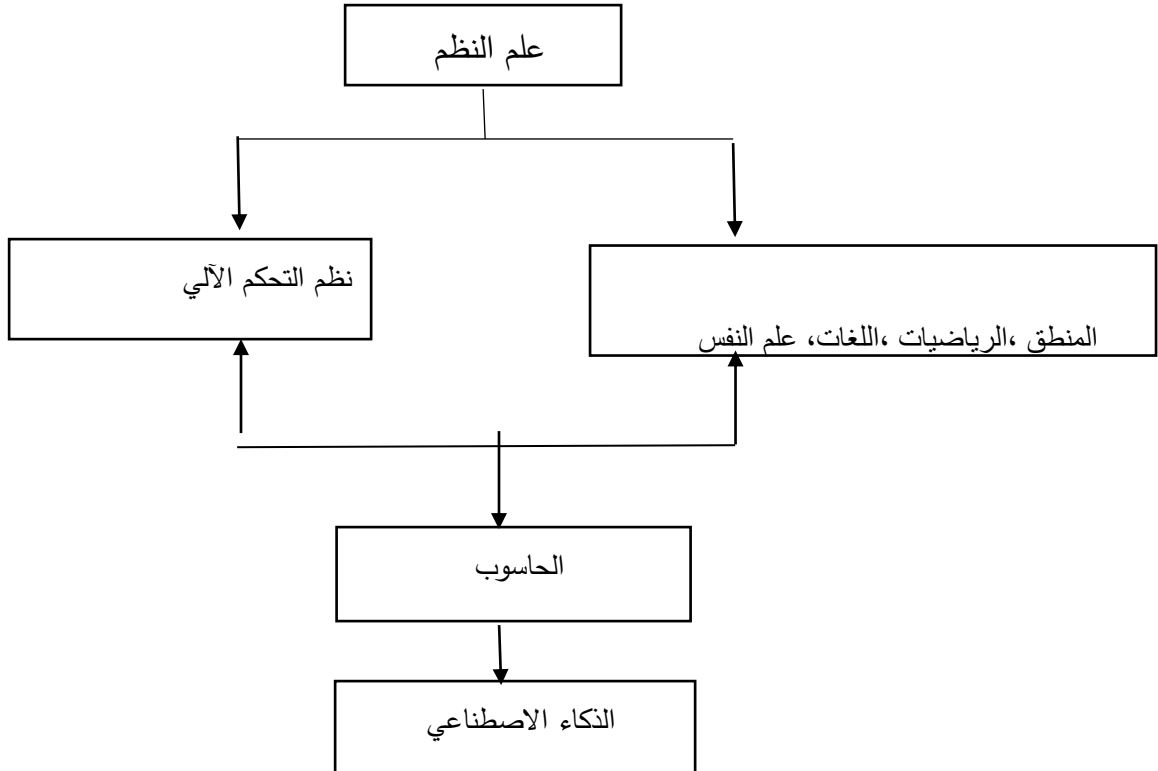 علم النظم
نظم التحكم الآلي
المنطق ،الرياضيات ،اللغات، علم النفس
الحاسوب
الذكاء الاصطناعي